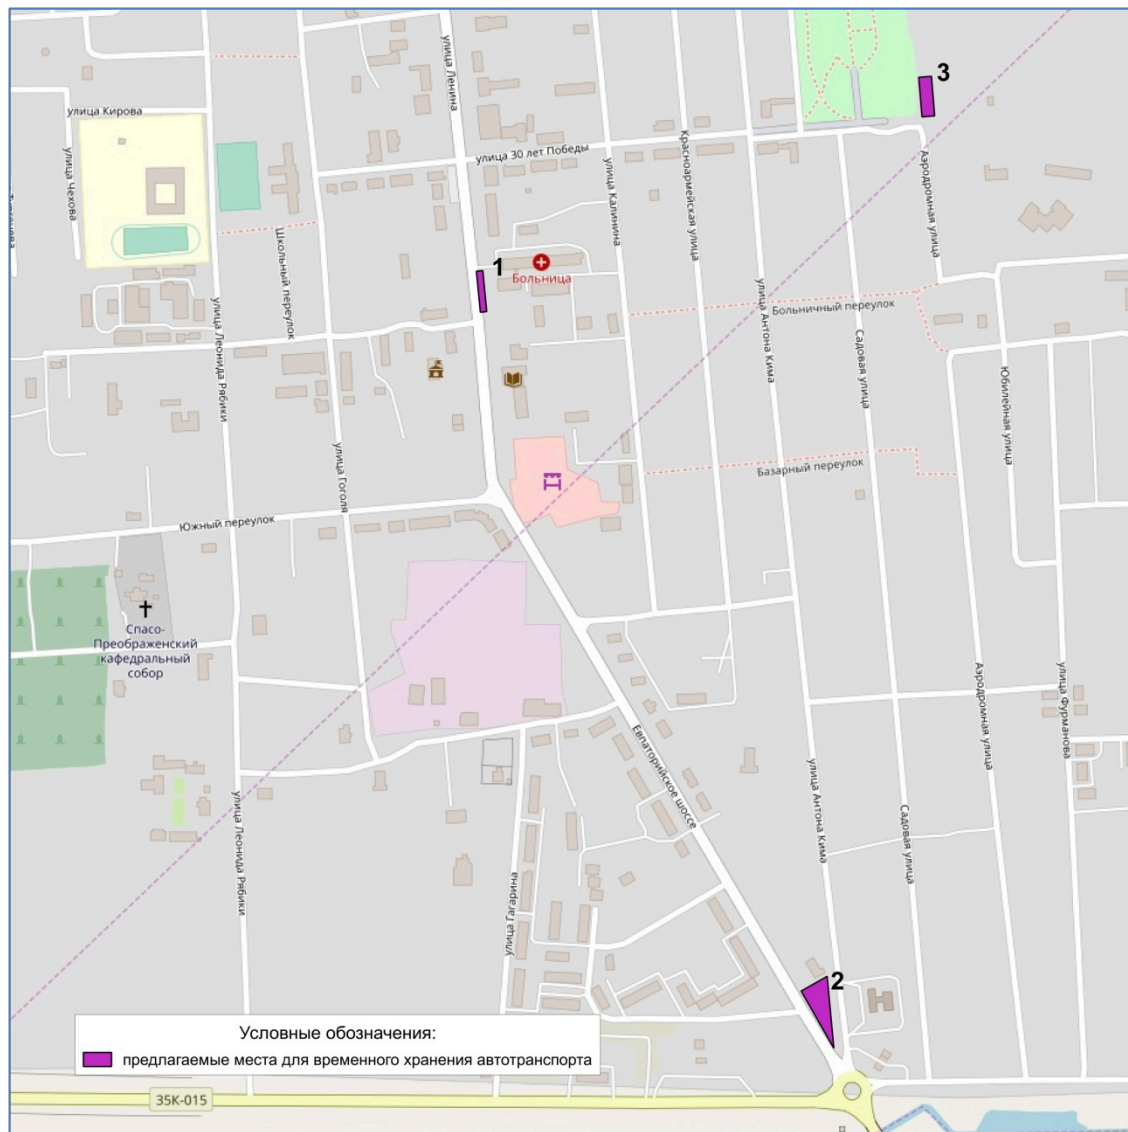 улица Ленина
3
улица Кирова
улица Чехова
улица 30 лет Победы
улица Калинина
Красноармейская улица
Аэродромная улица
Школьный переулок
1
Больница
улица Леонида Рябики
улица Антона Кима
Больничный переулок
Садовая улица
Юбилейная улица
улица Гоголя
Базарный переулок
Южный переулок
Спасо-
Преображенский
кафедральный
собор
Евпаторийское шоссе
Аэродромная улица
улица Фурманова
улица Леонида Рябики
улица Антона Кима
Садовая улица
улица Гагарина
2
Условные обозначения:
предлагаемые места для временного хранения автотранспорта
35К-015